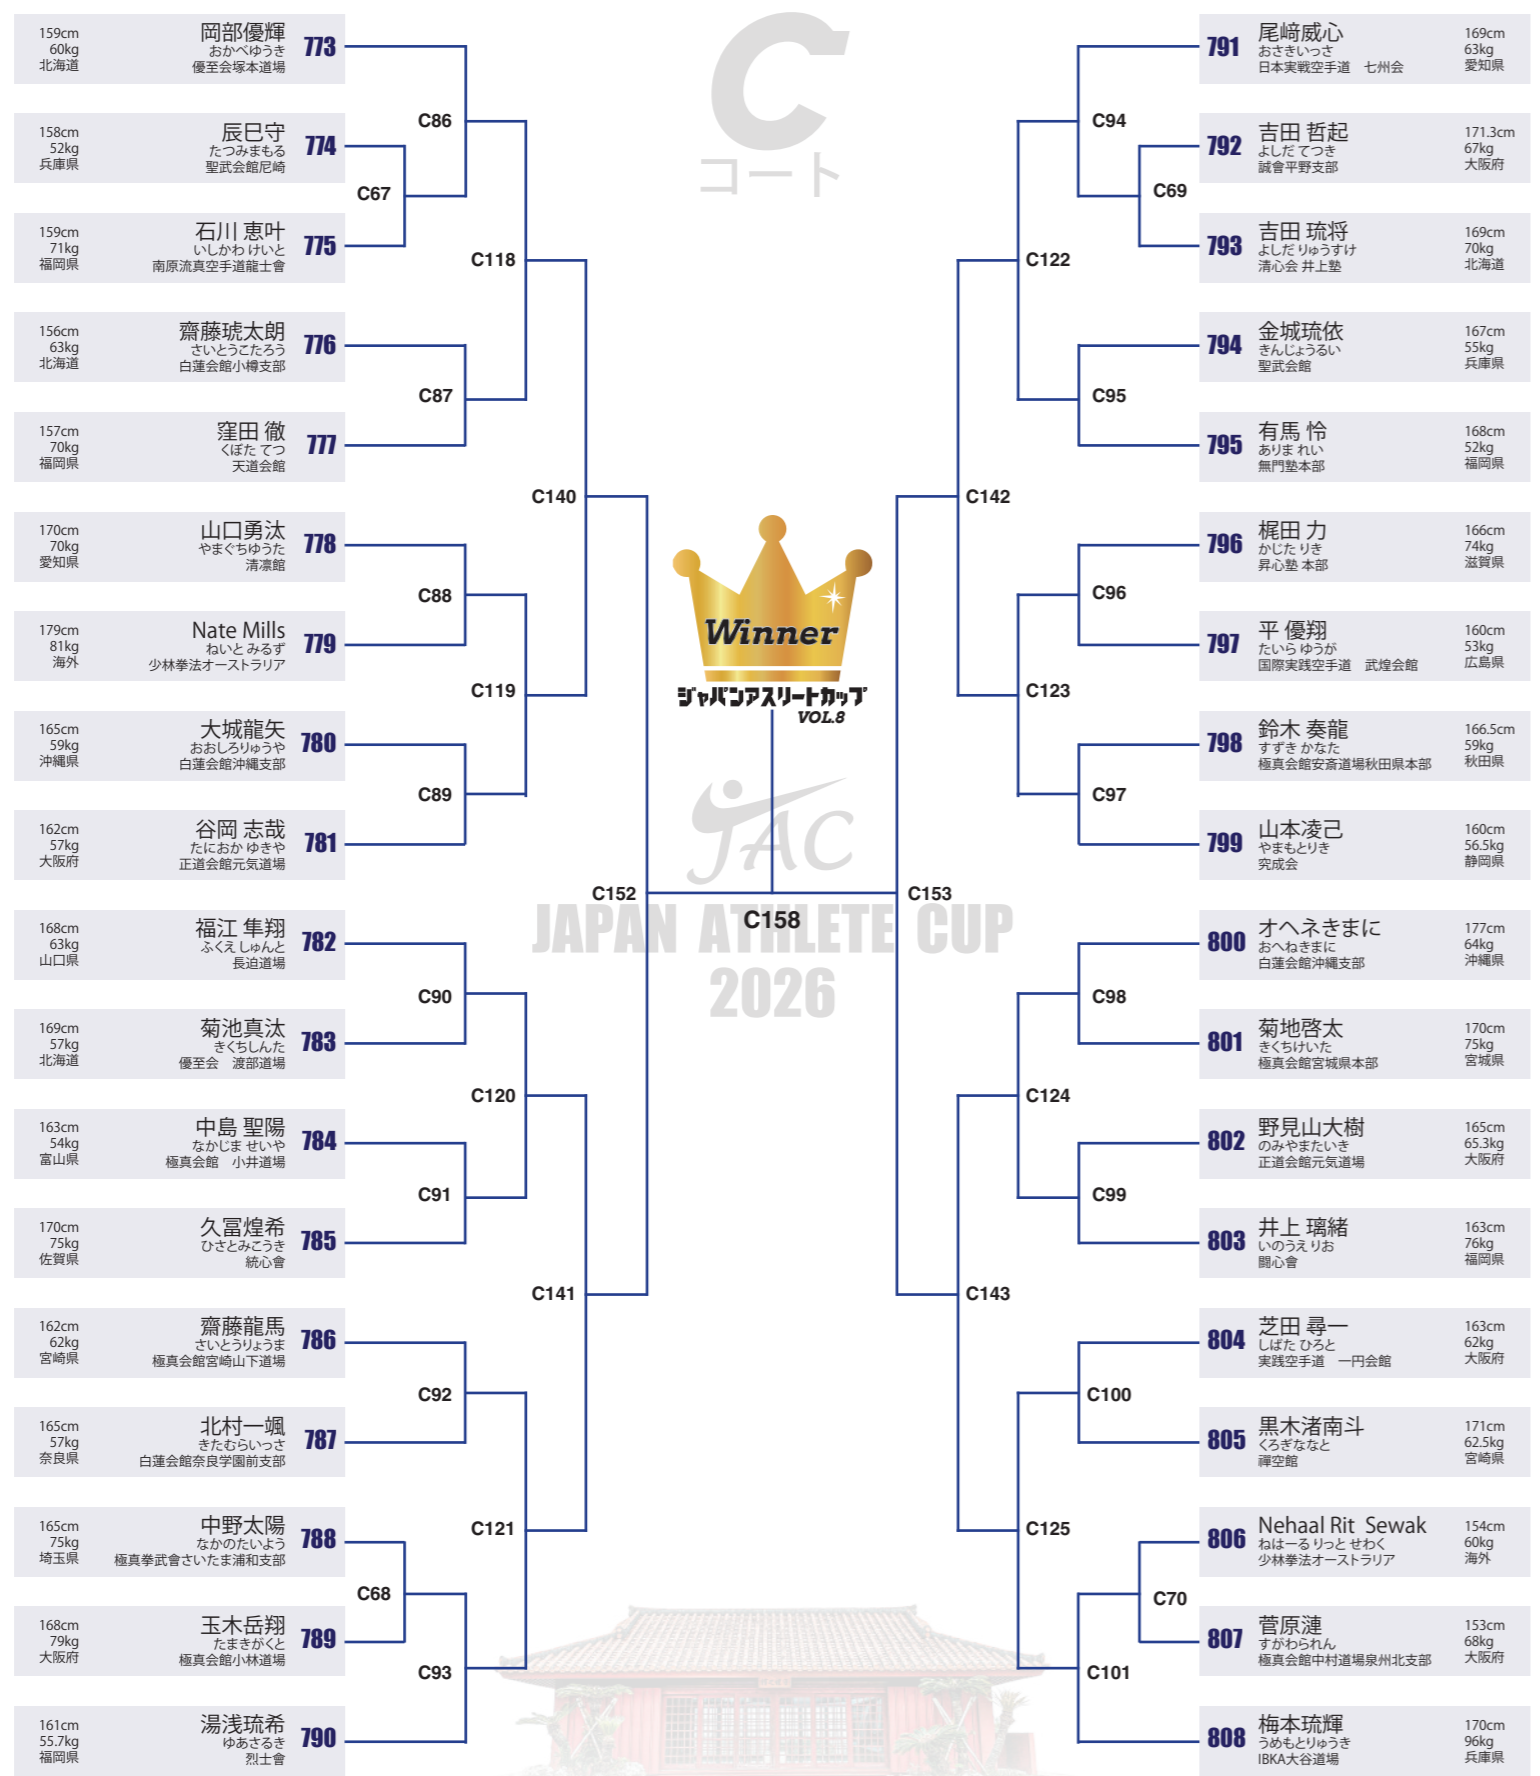 C
コート
159cm
60kg
北海道
岡部優輝
おかべゆうき
優至会塚本道場
773
158cm
52kg
兵庫県
辰巳守
たつみまもる
聖武会館尼崎
774
159cm
71kg
福岡県
石川 恵叶
いしかわ けいと
南原流真空手道龍士會
775
156cm
63kg
北海道
齋藤琥太朗
さいとうこたろう
白蓮会館小樽支部
776
157cm
70kg
福岡県
窪田 徹
くぼた てつ
天道会館
777
170cm
70kg
愛知県
山口勇汰
やまぐちゆうた
清凛館
778
179cm
81kg
海外
Nate Mills
ねいと みるず
少林拳法オーストラリア
779
165cm
59kg
沖縄県
大城龍矢
おおしろりゅうや
白蓮会館沖縄支部
780
162cm
57kg
大阪府
谷岡 志哉
たにおか ゆきや
正道会館元気道場
781
168cm
63kg
山口県
福江 隼翔
ふくえ しゅんと
長迫道場
782
169cm
57kg
北海道
菊池真汰
きくちしんた
優至会　渡部道場
783
163cm
54kg
富山県
中島 聖陽
なかじま せいや
極真会館　小井道場
784
170cm
75kg
佐賀県
久冨煌希
ひさとみこうき
統心會
785
162cm
62kg
宮崎県
齋藤龍馬
さいとうりょうま
極真会館宮崎山下道場
786
165cm
57kg
奈良県
北村一颯
きたむらいっさ
白蓮会館奈良学園前支部
787
165cm
75kg
埼玉県
中野太陽
なかのたいよう
極真拳武會さいたま浦和支部
788
168cm
79kg
大阪府
玉木岳翔
たまきがくと
極真会館小林道場
789
161cm
55.7kg
福岡県
湯浅琉希
ゆあさるき
烈士會
790
C86
C67
C118
C87
C140
C88
C119
C89
C152
C90
C120
C91
C141
C92
C121
C68
C93
Winner
ジャパンアスリートカップ
VOL.8
JAC
C158
JAPAN ATHLETE CUP
2026
C94
C69
C122
C95
C142
C96
C123
C97
C153
C98
C124
C99
C143
C100
C125
C70
C101
791
尾﨑威心
おさきいっさ
日本実戦空手道　七州会
169cm
63kg
愛知県
792
吉田 哲起
よしだ てつき
誠會平野支部
171.3cm
67kg
大阪府
793
吉田 琉将
よしだ りゅうすけ
清心会 井上塾
169cm
70kg
北海道
794
金城琉依
きんじょうるい
聖武会館
167cm
55kg
兵庫県
795
有馬 怜
ありま れい
無門塾本部
168cm
52kg
福岡県
796
梶田 力
かじた りき
昇心塾 本部
166cm
74kg
滋賀県
797
平 優翔
たいら ゆうが
国際実践空手道　武煌会館
160cm
53kg
広島県
798
鈴木 奏龍
すずき かなた
極真会館安斎道場秋田県本部
166.5cm
59kg
秋田県
799
山本凌己
やまもとりき
究成会
160cm
56.5kg
静岡県
800
オヘネきまに
おへねきまに
白蓮会館沖縄支部
177cm
64kg
沖縄県
801
菊地啓太
きくちけいた
極真会館宮城県本部
170cm
75kg
宮城県
802
野見山大樹
のみやまたいき
正道会館元気道場
165cm
65.3kg
大阪府
803
井上 璃緒
いのうえ りお
闘心會
163cm
76kg
福岡県
804
芝田 尋一
しばた ひろと
実践空手道　一円会館
163cm
62kg
大阪府
805
黒木渚南斗
くろぎななと
禅空館
171cm
62.5kg
宮崎県
806
Nehaal Rit Sewak
ねはーる りっと せわく
少林拳法オーストラリア
154cm
60kg
海外
807
菅原漣
すがわられん
極真会館中村道場泉州北支部
153cm
68kg
大阪府
808
梅本琉輝
うめもとりゅうき
IBKA大谷道場
170cm
96kg
兵庫県